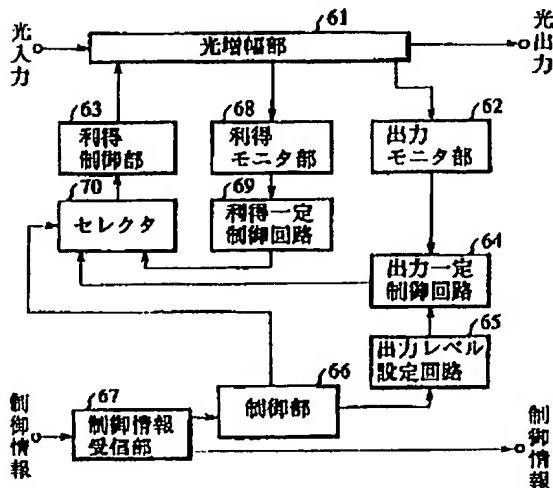 光入力
61
光増幅部
光出力
63
利得
制御部
68
利得
モニタ部
62
出力
モニタ部
70
セレクタ
69
利得一定
制御回路
64
出力一定
制御回路
65
出力レベル
設定回路
66
制御部
制御情報
67
制御情報
受信部
制御情報